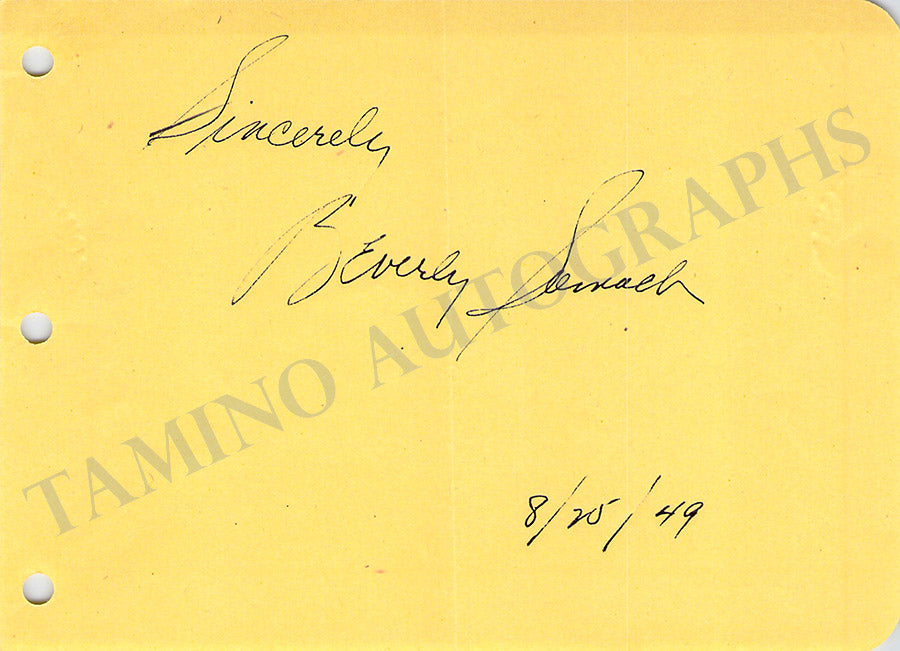 Sincerely
Beverly Somach
8/25/49
TAMINO AUTOGRAPHS